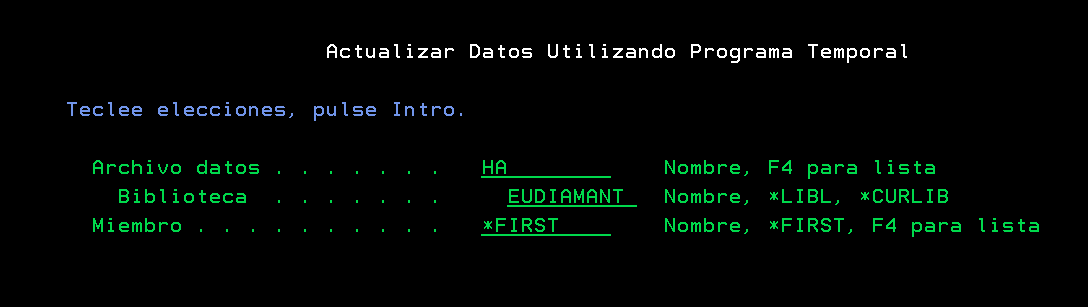 Actualizar Datos Utilizando Programa Temporal
Teclee elecciones, pulse Intro.
Archivo datos . . . . . . . HA Nombre, F4 para lista
Biblioteca . . . . . . . EUDIAMANT Nombre, *LIBL, *CURLIB
Miembro . . . . . . . . . . *FIRST Nombre, *FIRST, F4 para lista